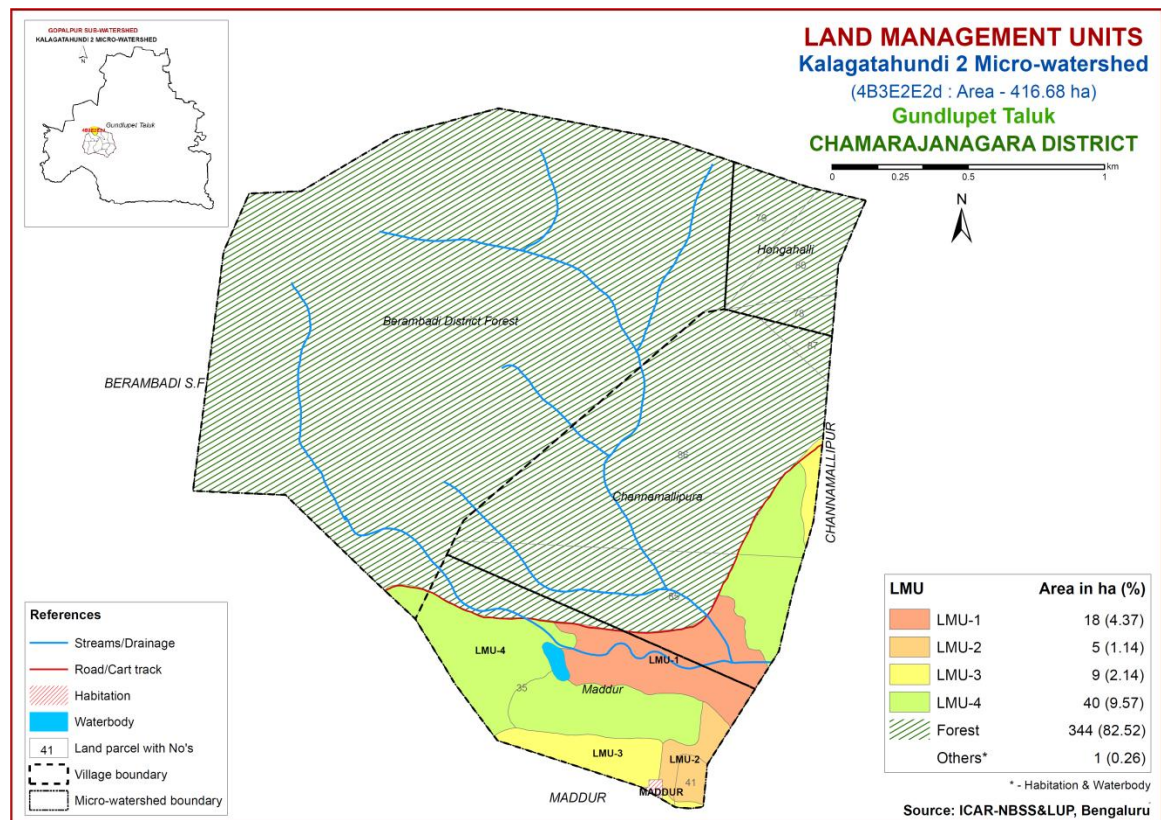 GOPALPUR SUB-WATERSHED
KALAGATAHUNDI 2 MICRO-WATERSHED
N
Gundlupet Taluk
LAND MANAGEMENT UNITS
Kalagatahundi 2 Micro-watershed
(4B3E2E2d : Area - 416.68 ha)
Gundlupet Taluk
CHAMARAJANAGARA DISTRICT
km
0 0.25 0.5 1
N
79
Hongahalli
78
87
Berambadi District Forest
BERAMBADI S.F
86
Channamallipura
CHANNAMALLIPUR
LMU-4
LMU-1
35
Maddur
LMU-3
LMU-2
41
MADDUR
MADDUR
References
Streams/Drainage
Road/Cart track
Habitation
Waterbody
41 Land parcel with No's
Village boundary
Micro-watershed boundary
LMU Area in ha (%)
LMU-1 18 (4.37)
LMU-2 5 (1.14)
LMU-3 9 (2.14)
LMU-4 40 (9.57)
Forest 344 (82.52)
Others* 1 (0.26)
* - Habitation & Waterbody
Source: ICAR-NBSS&LUP, Bengaluru